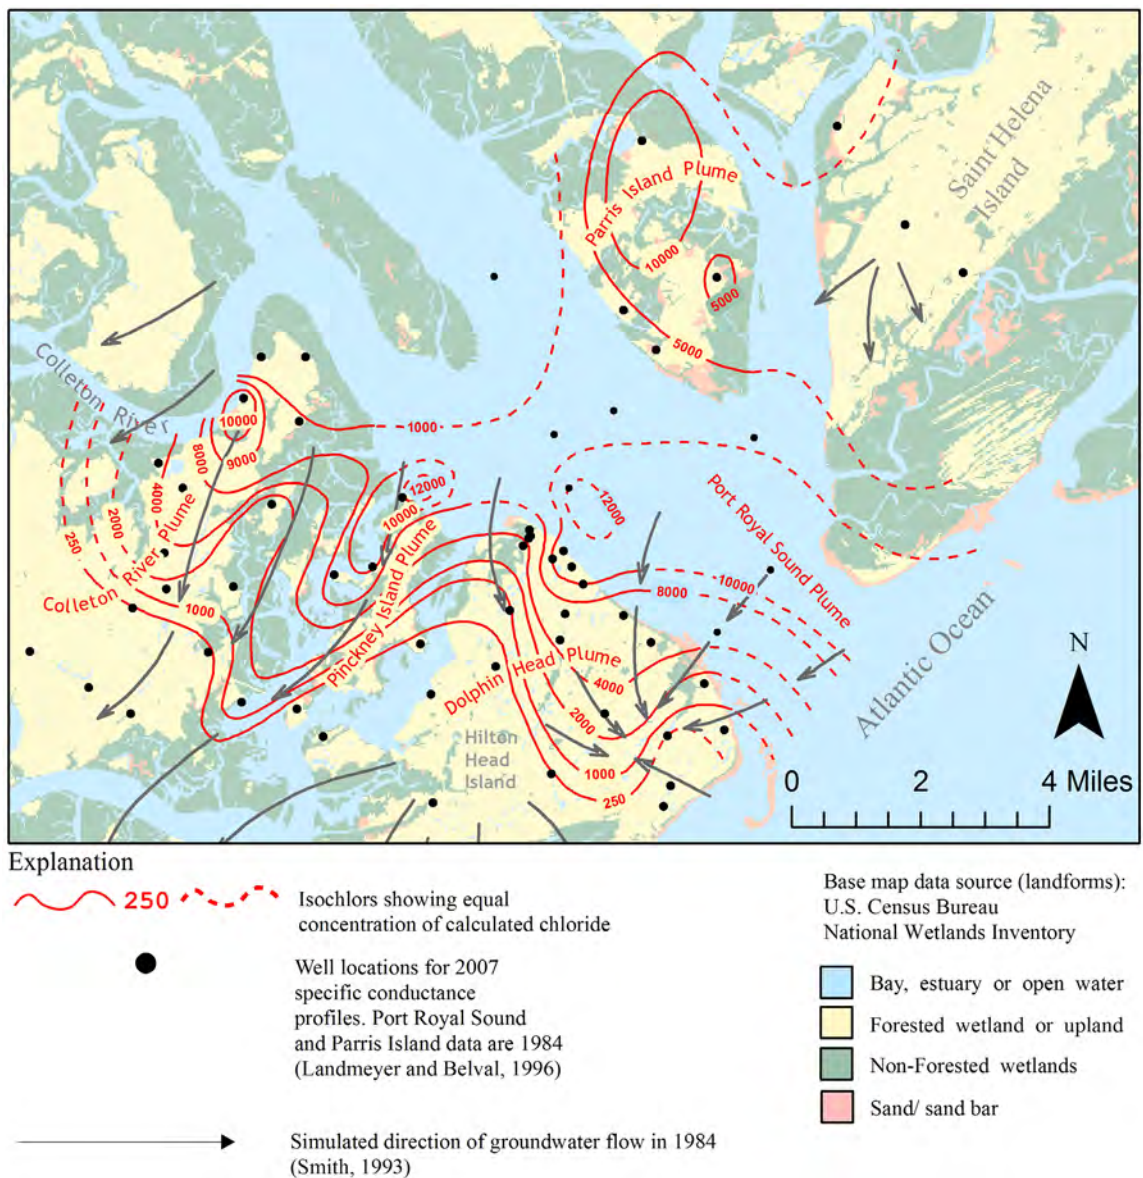 Saint Helena
Island
Parris Island Plume
10000
5000
5000
Colleton River
10000
9000
8000
4000
2000
250
1000
12000
10000
12000
Port Royal Sound Plume
10000
8000
Colleton River Plume
1000
Pinckney Island Plume
Dolphin Head Plume
4000
2000
1000
250
Hilton
Head
Island
Atlantic Ocean
N
0 2 4 Miles
Explanation
250
Isochlors showing equal
concentration of calculated chloride
Well locations for 2007
specific conductance
profiles. Port Royal Sound
and Parris Island data are 1984
(Landmeyer and Belval, 1996)
Simulated direction of groundwater flow in 1984
(Smith, 1993)
Base map data source (landforms):
U.S. Census Bureau
National Wetlands Inventory
Bay, estuary or open water
Forested wetland or upland
Non-Forested wetlands
Sand/ sand bar